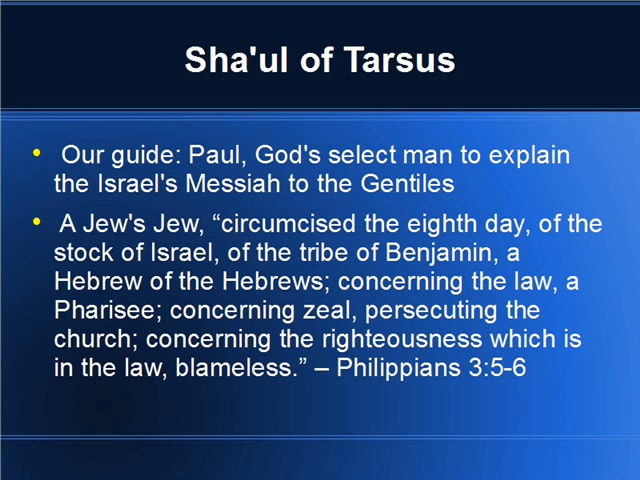 Sha'ul of Tarsus
• Our guide: Paul, God's select man to explain
the Israel's Messiah to the Gentiles
• A Jew's Jew, “circumcised the eighth day, of the
stock of Israel, of the tribe of Benjamin, a
Hebrew of the Hebrews; concerning the law, a
Pharisee; concerning zeal, persecuting the
church; concerning the righteousness which is
in the law, blameless.” – Philippians 3:5-6